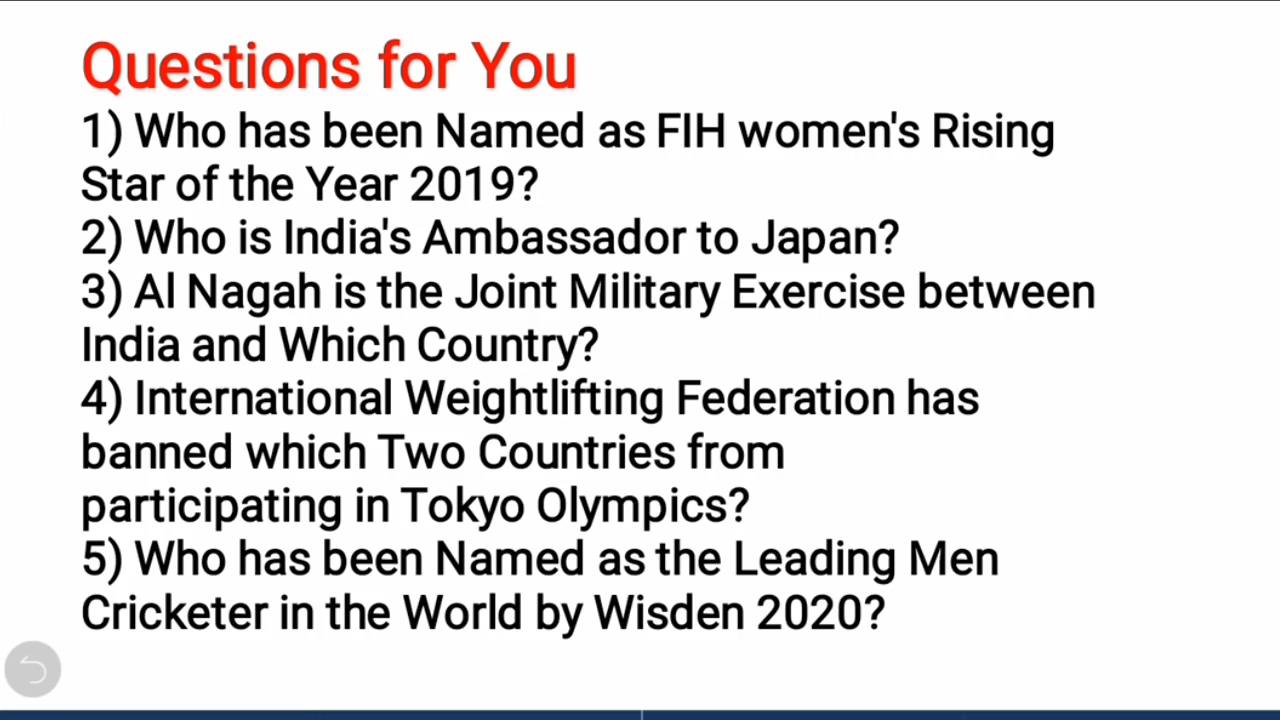 Questions for You
1) Who has been Named as FIH women's Rising
Star of the Year 2019?
2) Who is India's Ambassador to Japan?
3) Al Nagah is the Joint Military Exercise between
India and Which Country?
4) International Weightlifting Federation has
banned which Two Countries from
participating in Tokyo Olympics?
5) Who has been Named as the Leading Men
Cricketer in the World by Wisden 2020?